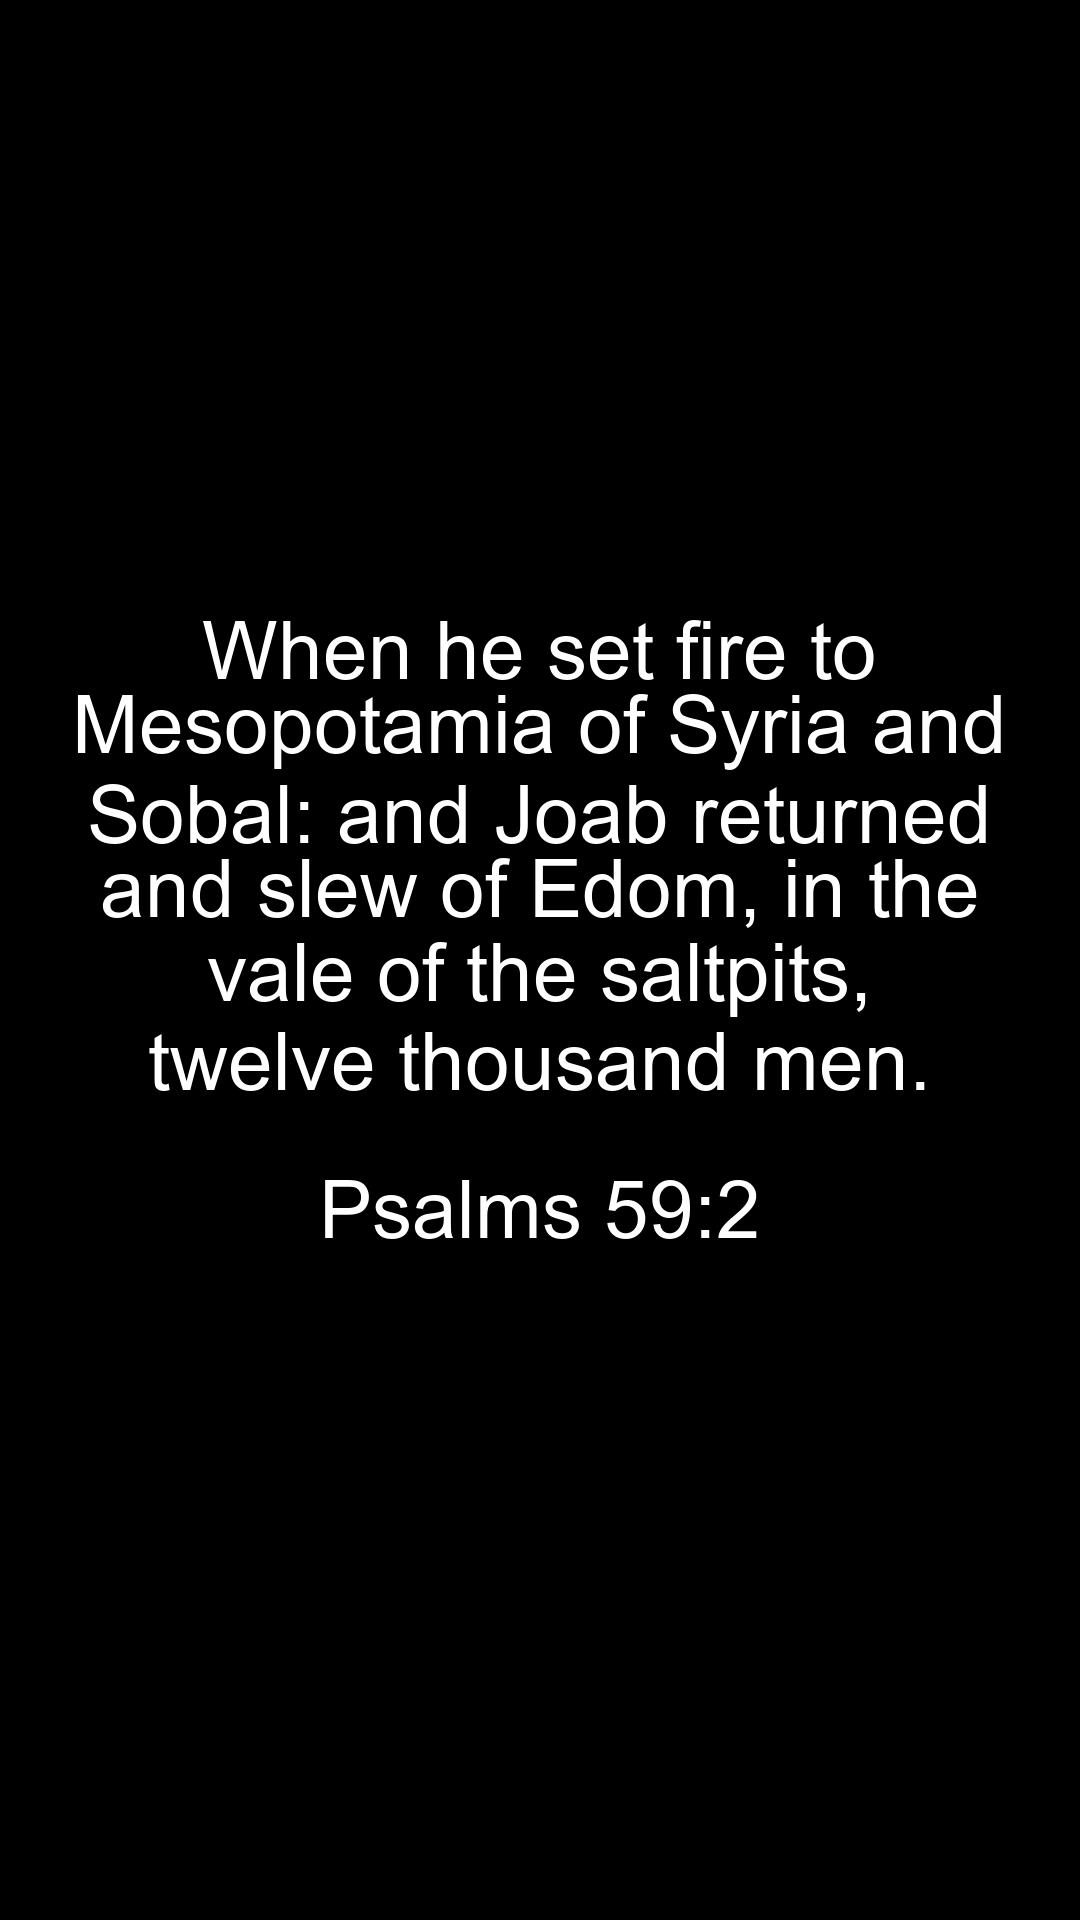 When he set fire to
Mesopotamia of Syria and
Sobal: and Joab returned
and slew of Edom, in the
vale of the saltpits,
twelve thousand men.
Psalms 59:2